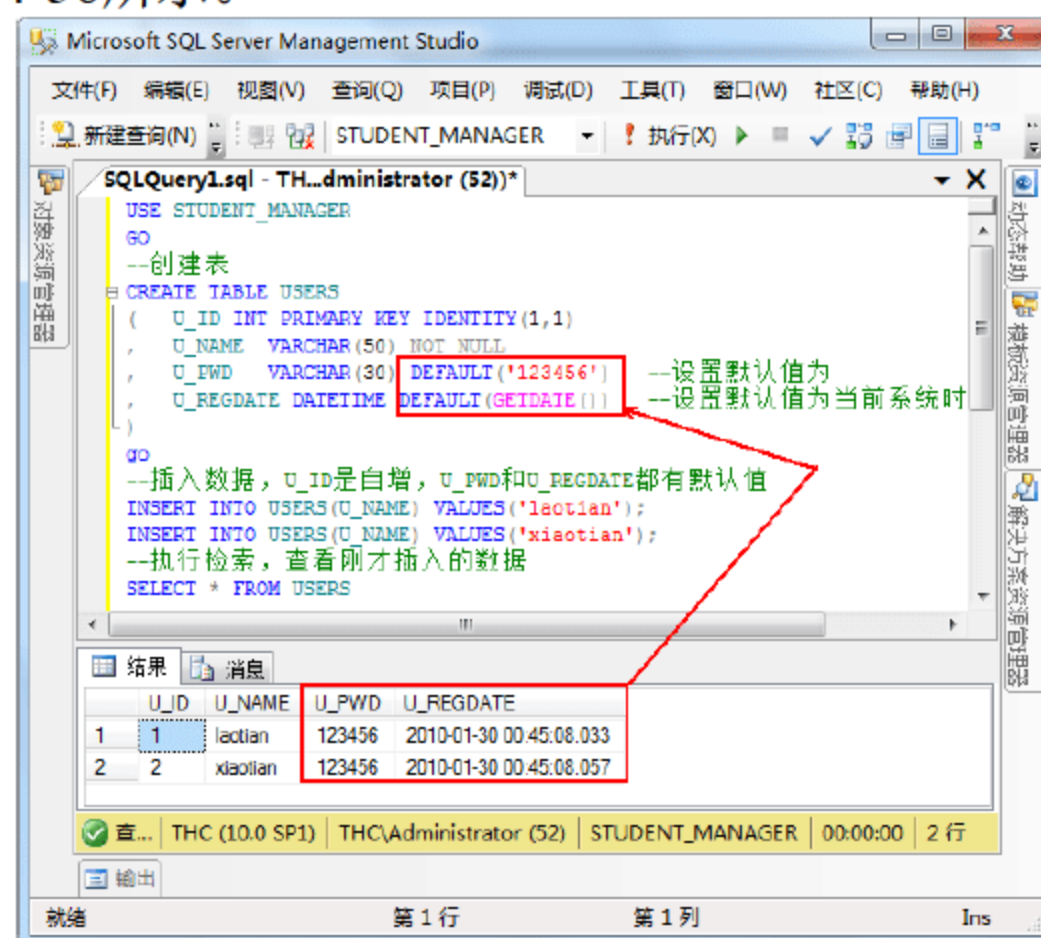 Microsoft SQL Server Management Studio
文件(F) 编辑(E) 视图(V) 查询(Q) 项目(P) 调试(D) 工具(T) 窗口(W) 社区(C) 帮助(H)
新建查询(N) STUDENT_MANAGER 执行(X)
SQLQuery1.sql - TH...dministrator (52))*
对象资源管理器
USE STUDENT_MANAGER
GO
--创建表
CREATE TABLE USERS
( U_ID INT PRIMARY KEY IDENTITY(1,1)
, U_NAME VARCHAR(50) NOT NULL
, U_PWD VARCHAR(30) DEFAULT('123456') --设置默认值为
, U_REGDATE DATETIME DEFAULT(GETDATE()) --设置默认值为当前系统时
)
go
--插入数据，U_ID是自增，U_PWD和U_REGDATE都有默认值
INSERT INTO USERS(U_NAME) VALUES('laotian');
INSERT INTO USERS(U_NAME) VALUES('xiaotian');
--执行检索，查看刚才插入的数据
SELECT * FROM USERS
动态帮助
模板资源管理器
解决方案资源管理器
结果 消息
U_ID U_NAME U_PWD U_REGDATE
1 1 laotian 123456 2010-01-30 00:45:08.033
2 2 xiaotian 123456 2010-01-30 00:45:08.057
查... THC (10.0 SP1) THC\Administrator (52) STUDENT_MANAGER 00:00:00 2 行
输出
就绪 第 1 行 第 1 列 Ins